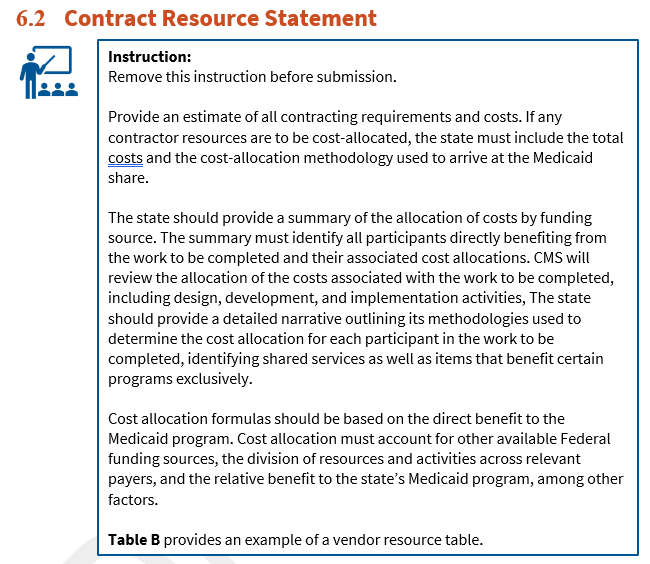 6.2 Contract Resource Statement
Instruction:
Remove this instruction before submission.
Provide an estimate of all contracting requirements and costs. If any
contractor resources are to be cost-allocated, the state must include the total
costs and the cost-allocation methodology used to arrive at the Medicaid
share.
The state should provide a summary of the allocation of costs by funding
source. The summary must identify all participants directly benefiting from
the work to be completed and their associated cost allocations. CMS will
review the allocation of the costs associated with the work to be completed,
including design, development, and implementation activities, The state
should provide a detailed narrative outlining its methodologies used to
determine the cost allocation for each participant in the work to be
completed, identifying shared services as well as items that benefit certain
programs exclusively.
Cost allocation formulas should be based on the direct benefit to the
Medicaid program. Cost allocation must account for other available Federal
funding sources, the division of resources and activities across relevant
payers, and the relative benefit to the state’s Medicaid program, among other
factors.
Table B provides an example of a vendor resource table.